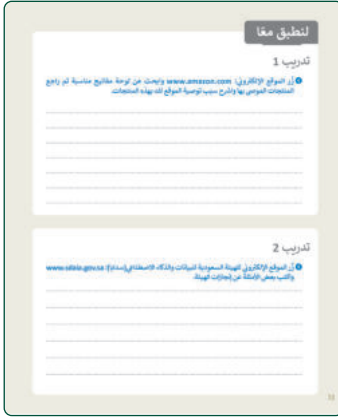 لنطبق معًا
تدريب 1
زُر الموقع الإلكتروني: www.amazon.com وابحث عن لوحة مفاتيح مناسبة ثم راجع
المنتجات الموصى بها واشرح سبب توصية الموقع لك بهذه المنتجات.
تدريب 2
زُر الموقع الإلكتروني للهيئة السعودية للبيانات والذكاء الاصطناعي (سدايا): www.sdaia.gov.sa
واكتب بعض الأمثلة عن إنجازات الهيئة.